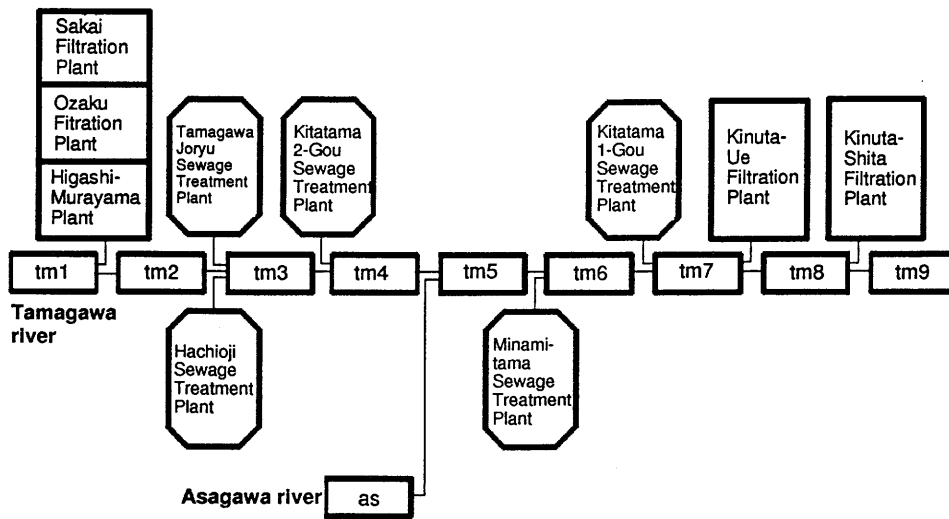 Sakai
Filtration
Plant
Ozaku
Fitration
Plant
Higashi-
Murayama
Plant
Tamagawa
Joryu
Sewage
Treatment
Plant
Kitatama
2-Gou
Sewage
Treatment
Plant
Kitatama
1-Gou
Sewage
Treatment
Plant
Kinuta-
Ue
Filtration
Plant
Kinuta-
Shita
Filtration
Plant
tm1
tm2
tm3
tm4
tm5
tm6
tm7
tm8
tm9
Tamagawa
river
Hachioji
Sewage
Treatment
Plant
Minami-
tama
Sewage
Treatment
Plant
Asagawa river
as